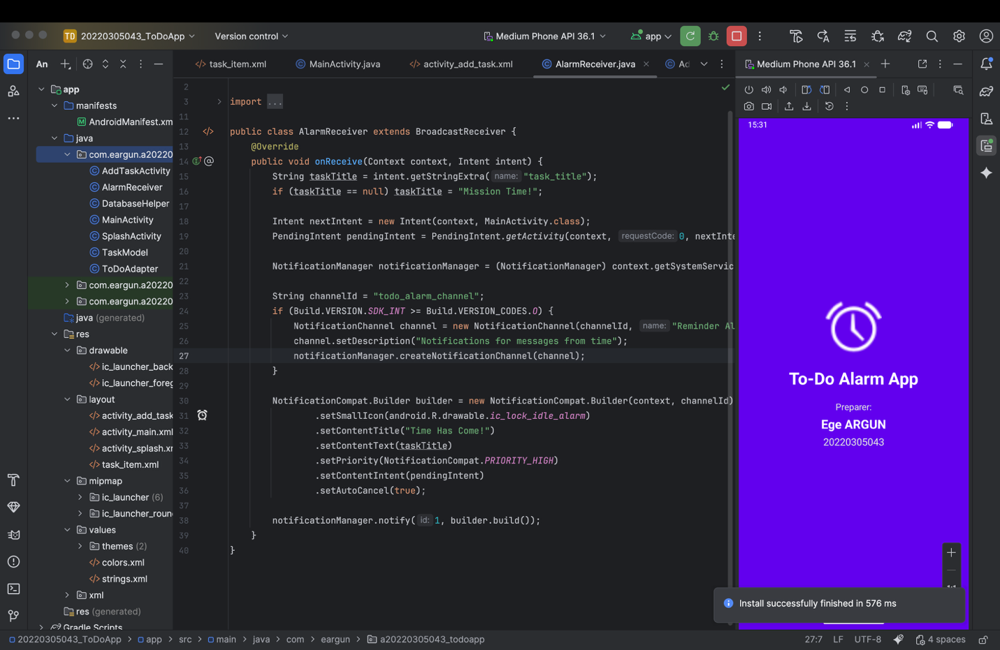 TD 20220305043_ToDoApp Version control Medium Phone API 36.1 app
An task_item.xml MainActivity.java activity_add_task.xml AlarmReceiver.java Medium Phone API 36.1
app
manifests
AndroidManifest.xm
java
com.eargun.a20220
AddTaskActivity
AlarmReceiver
DatabaseHelper
MainActivity
SplashActivity
TaskModel
ToDoAdapter
com.eargun.a20220
com.eargun.a20220
java (generated)
res
drawable
ic_launcher_back
ic_launcher_foreg
layout
activity_add_task
activity_main.xml
activity_splash.xm
task_item.xml
mipmap
ic_launcher (6)
ic_launcher_roun
values
themes (2)
colors.xml
strings.xml
xml
res (generated)
Gradle Scripts
2
3 import ...
11
12 public class AlarmReceiver extends BroadcastReceiver {
13 @Override
14 public void onReceive(Context context, Intent intent) {
15 String taskTitle = intent.getStringExtra( name: "task_title");
16 if (taskTitle == null) taskTitle = "Mission Time!";
17
18 Intent nextIntent = new Intent(context, MainActivity.class);
19 PendingIntent pendingIntent = PendingIntent.getActivity(context, requestCode: 0, nextInte
20
21 NotificationManager notificationManager = (NotificationManager) context.getSystemServic
22
23 String channelId = "todo_alarm_channel";
24 if (Build.VERSION.SDK_INT >= Build.VERSION_CODES.O) {
25 NotificationChannel channel = new NotificationChannel(channelId, name: "Reminder Al
26 channel.setDescription("Notifications for messages from time");
27 notificationManager.createNotificationChannel(channel);
28 }
29
30 NotificationCompat.Builder builder = new NotificationCompat.Builder(context, channelId)
31 .setSmallIcon(android.R.drawable.ic_lock_idle_alarm)
32 .setContentTitle("Time Has Come!")
33 .setContentText(taskTitle)
34 .setPriority(NotificationCompat.PRIORITY_HIGH)
35 .setContentIntent(pendingIntent)
36 .setAutoCancel(true);
37
38 notificationManager.notify( id: 1, builder.build());
39 }
40 }
15:31
To-Do Alarm App
Preparer:
Ege ARGUN
20220305043
Install successfully finished in 576 ms
20220305043_ToDoApp > app > src > main > java > com > eargun > a20220305043_todoapp 27:7 LF UTF-8 4 spaces